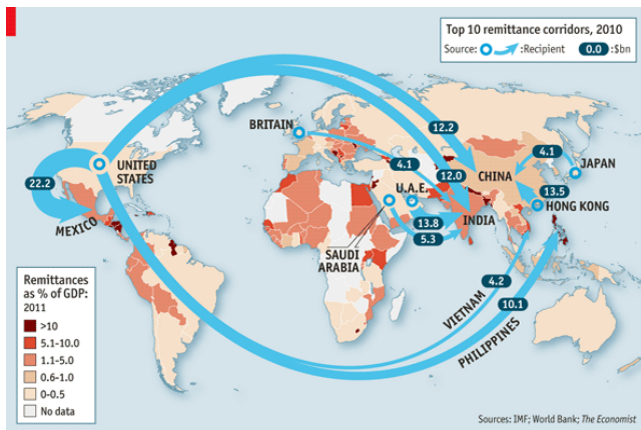 Top 10 remittance corridors, 2010
Source: :Recipient 0.0 :$bn
BRITAIN
12.2
4.1
JAPAN
UNITED
STATES
4.1
12.0
CHINA
22.2
U.A.E.
13.5
HONG KONG
MEXICO
INDIA
13.8
SAUDI
ARABIA
5.3
Remittances
as % of GDP:
2011
>10
5.1-10.0
1.1-5.0
0.6-1.0
0-0.5
No data
4.2
VIETNAM
10.1
PHILIPPINES
Sources: IMF; World Bank; The Economist